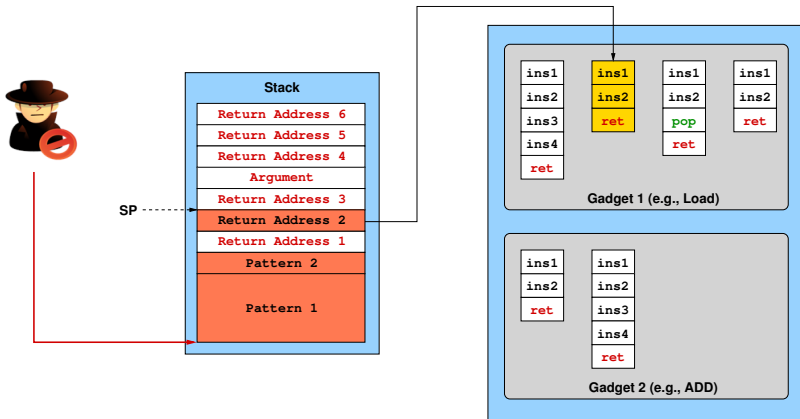 Stack
Return Address 6
Return Address 5
Return Address 4
Argument
Return Address 3
SP
Return Address 2
Return Address 1
Pattern 2
Pattern 1
ins1
ins2
ins3
ins4
ret
ins1
ins2
ret
ins1
ins2
pop
ret
ins1
ins2
ret
Gadget 1 (e.g., Load)
ins1
ins2
ret
ins1
ins2
ins3
ins4
ret
Gadget 2 (e.g., ADD)